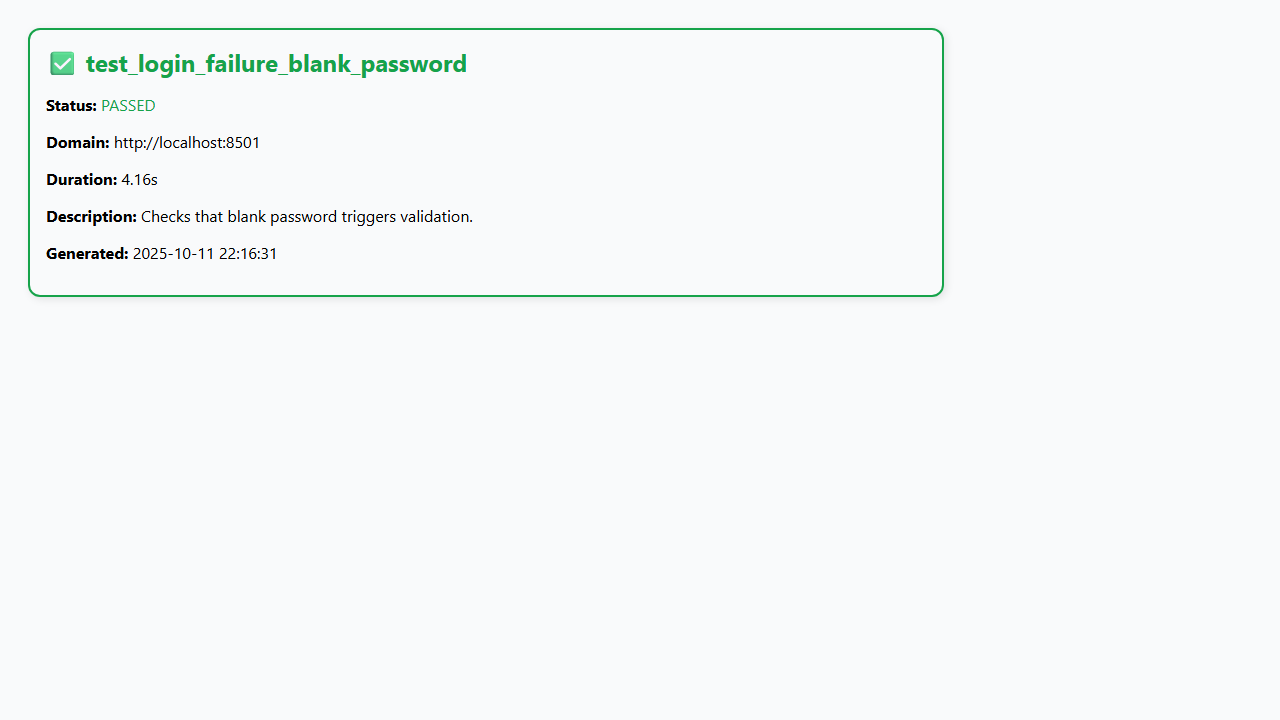 ✅ test_login_failure_blank_password
Status: PASSED
Domain: http://localhost:8501
Duration: 4.16s
Description: Checks that blank password triggers validation.
Generated: 2025-10-11 22:16:31